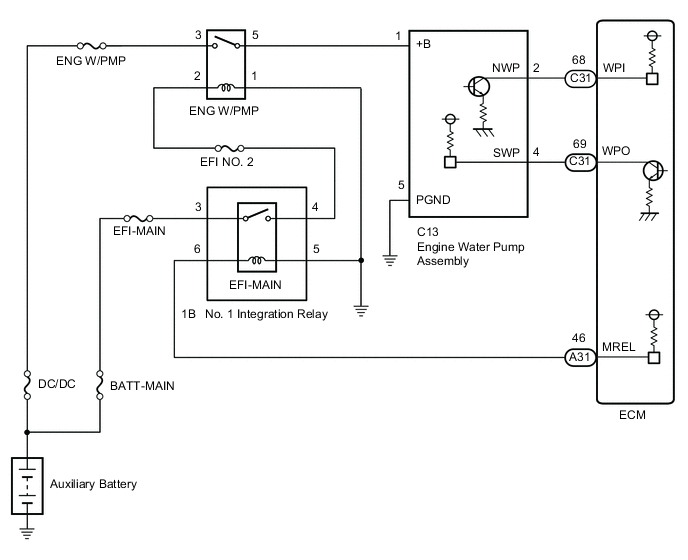 3 5
ENG W/PMP
2 1
ENG W/PMP
EFI NO. 2
3 4
EFI-MAIN
6 5
EFI-MAIN
1B No. 1 Integration Relay
DC/DC
BATT-MAIN
Auxiliary Battery
1
+B
NWP 2
SWP 4
5
PGND
C13
Engine Water Pump
Assembly
68
C31 WPI
69
C31 WPO
46
A31 MREL
ECM